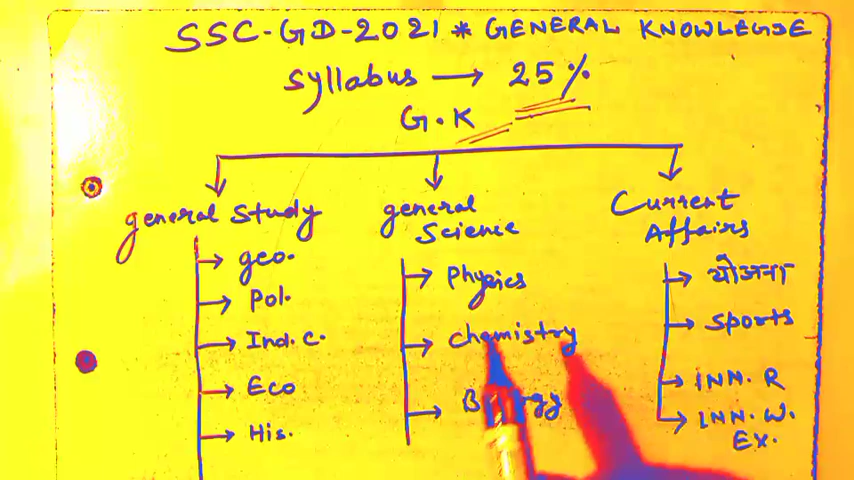 SSC-GD-2021 * GENERAL KNOWLEGDE
Syllabus → 25%
G.K
general Study
general Science
Current Affairs
→ geo.
→ Pol.
→ Ind. C.
→ Eco
→ His.
→ Physics
→ Chemistry
→
→ योजना
→ Sports
→ INN. R
→ INN. W. Ex.